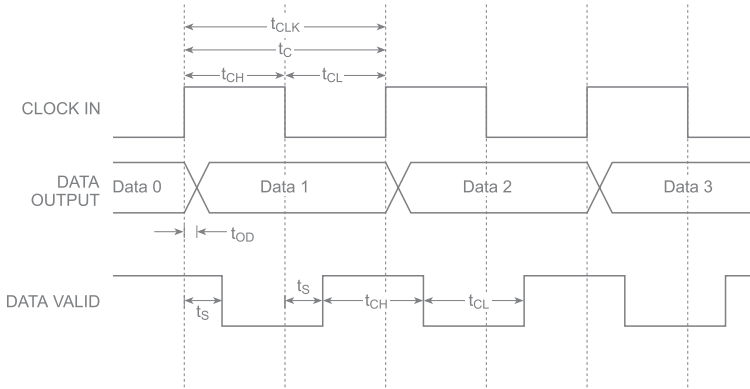 tCLK
tC
tCH tCL
CLOCK IN
DATA OUTPUT
Data 0 Data 1 Data 2 Data 3
tOD
DATA VALID
tS tS tCH tCL